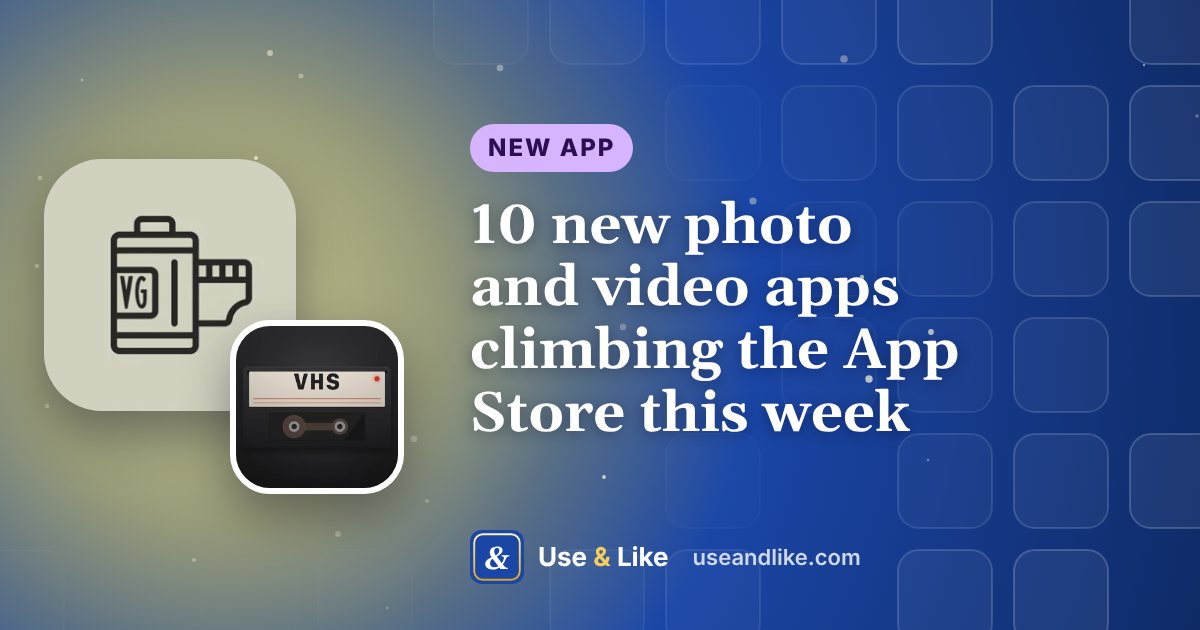 VG
VHS
NEW APP
10 new photo
and video apps
climbing the App
Store this week
& Use & Like useandlike.com